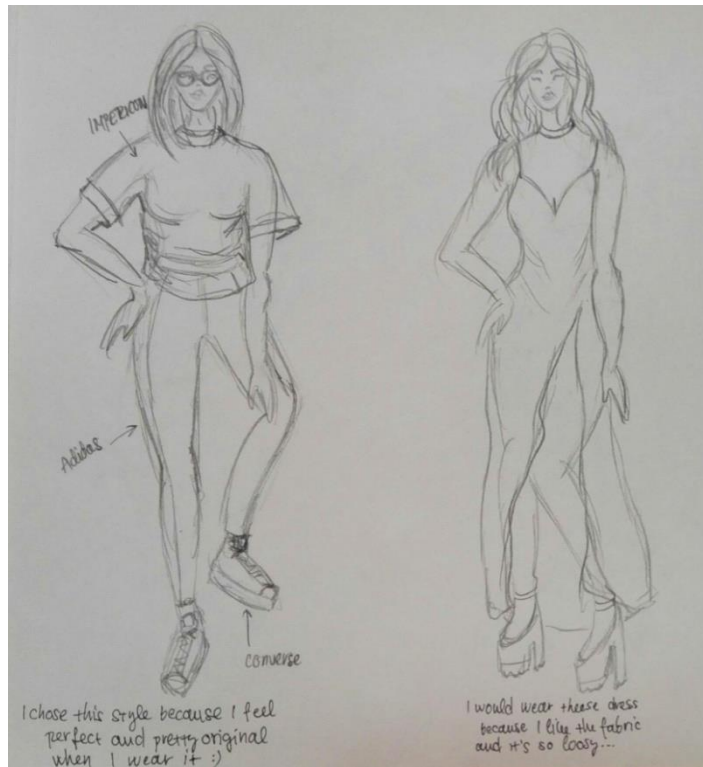 IMPERICON
Adidas
Converse
I chose this style because I feel
perfect and pretty original
when I wear it :)
I would wear thease dress
because I like the fabric
and it's so loosy...